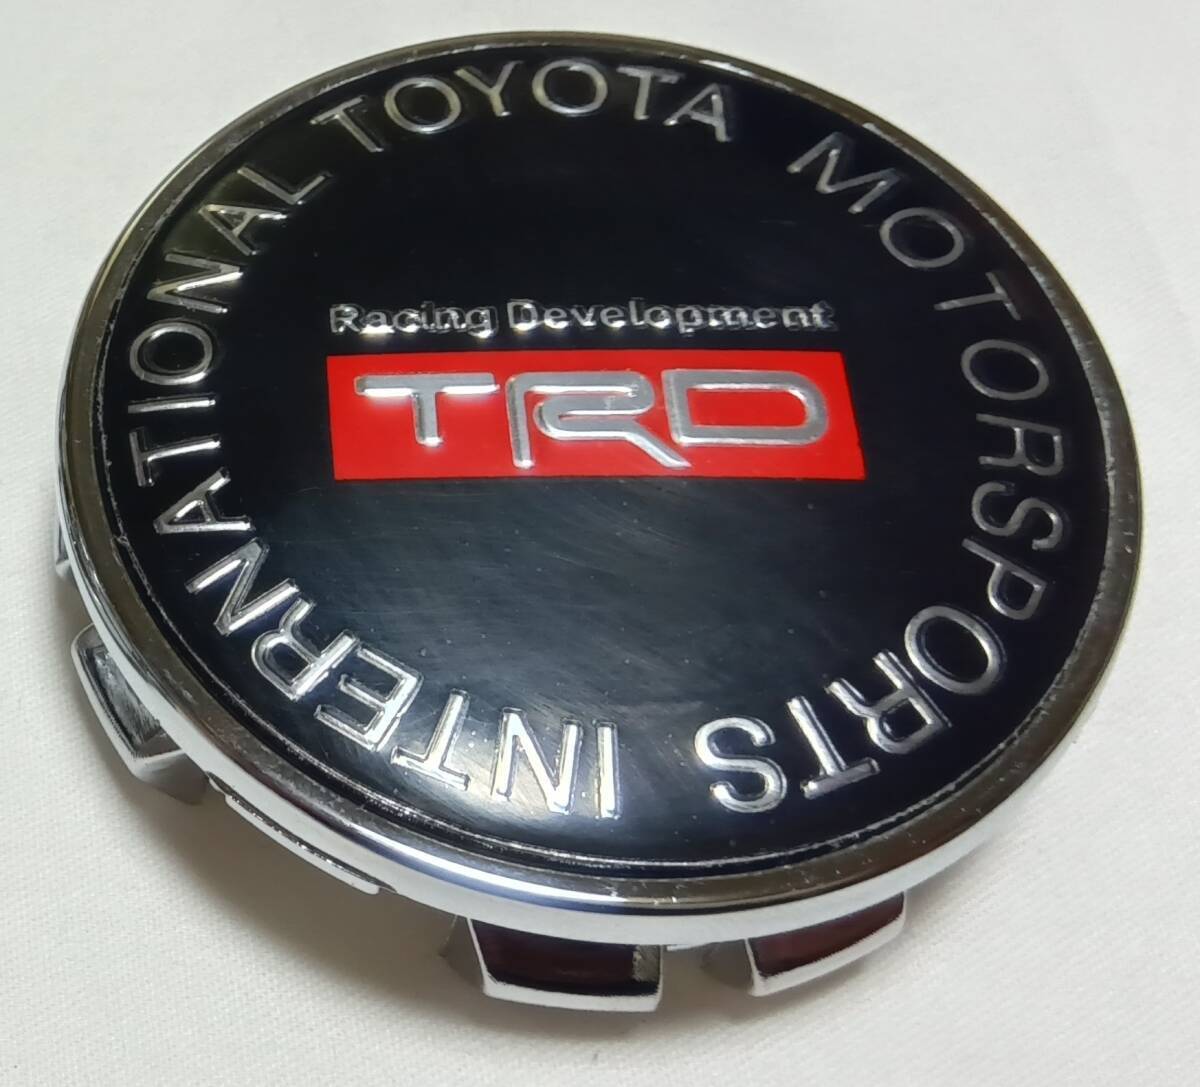 INTERNATIONAL TOYOTA MOTORSPORTS
Racing Development
TRD